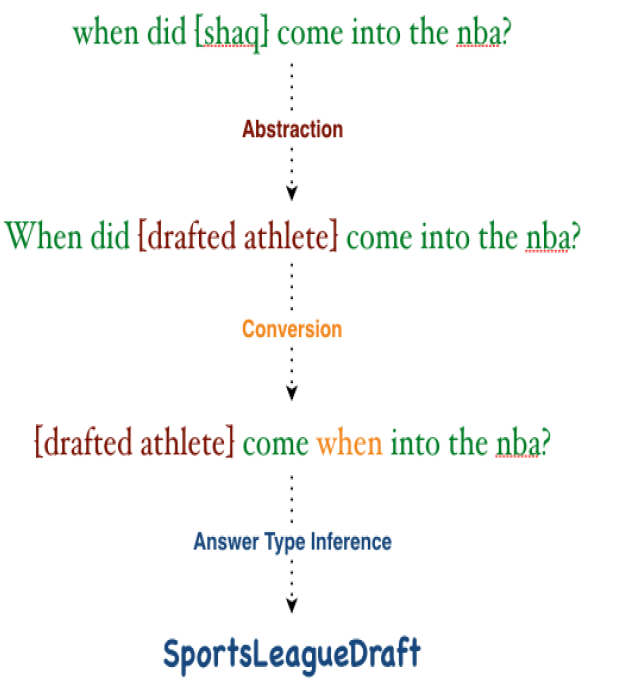 when did [shaq] come into the nba?
Abstraction
When did [drafted athlete] come into the nba?
Conversion
[drafted athlete] come when into the nba?
Answer Type Inference
SportsLeagueDraft